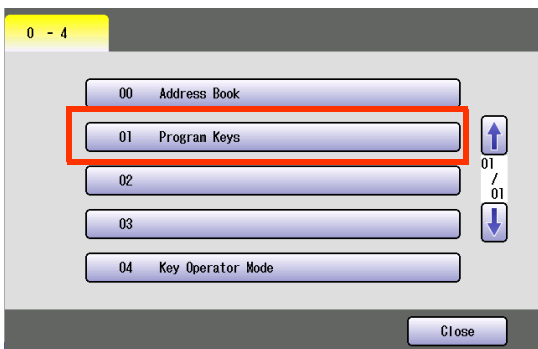 0 - 4
00 Address Book
01 Program Keys
01
/
01
02
03
04 Key Operator Mode
Close